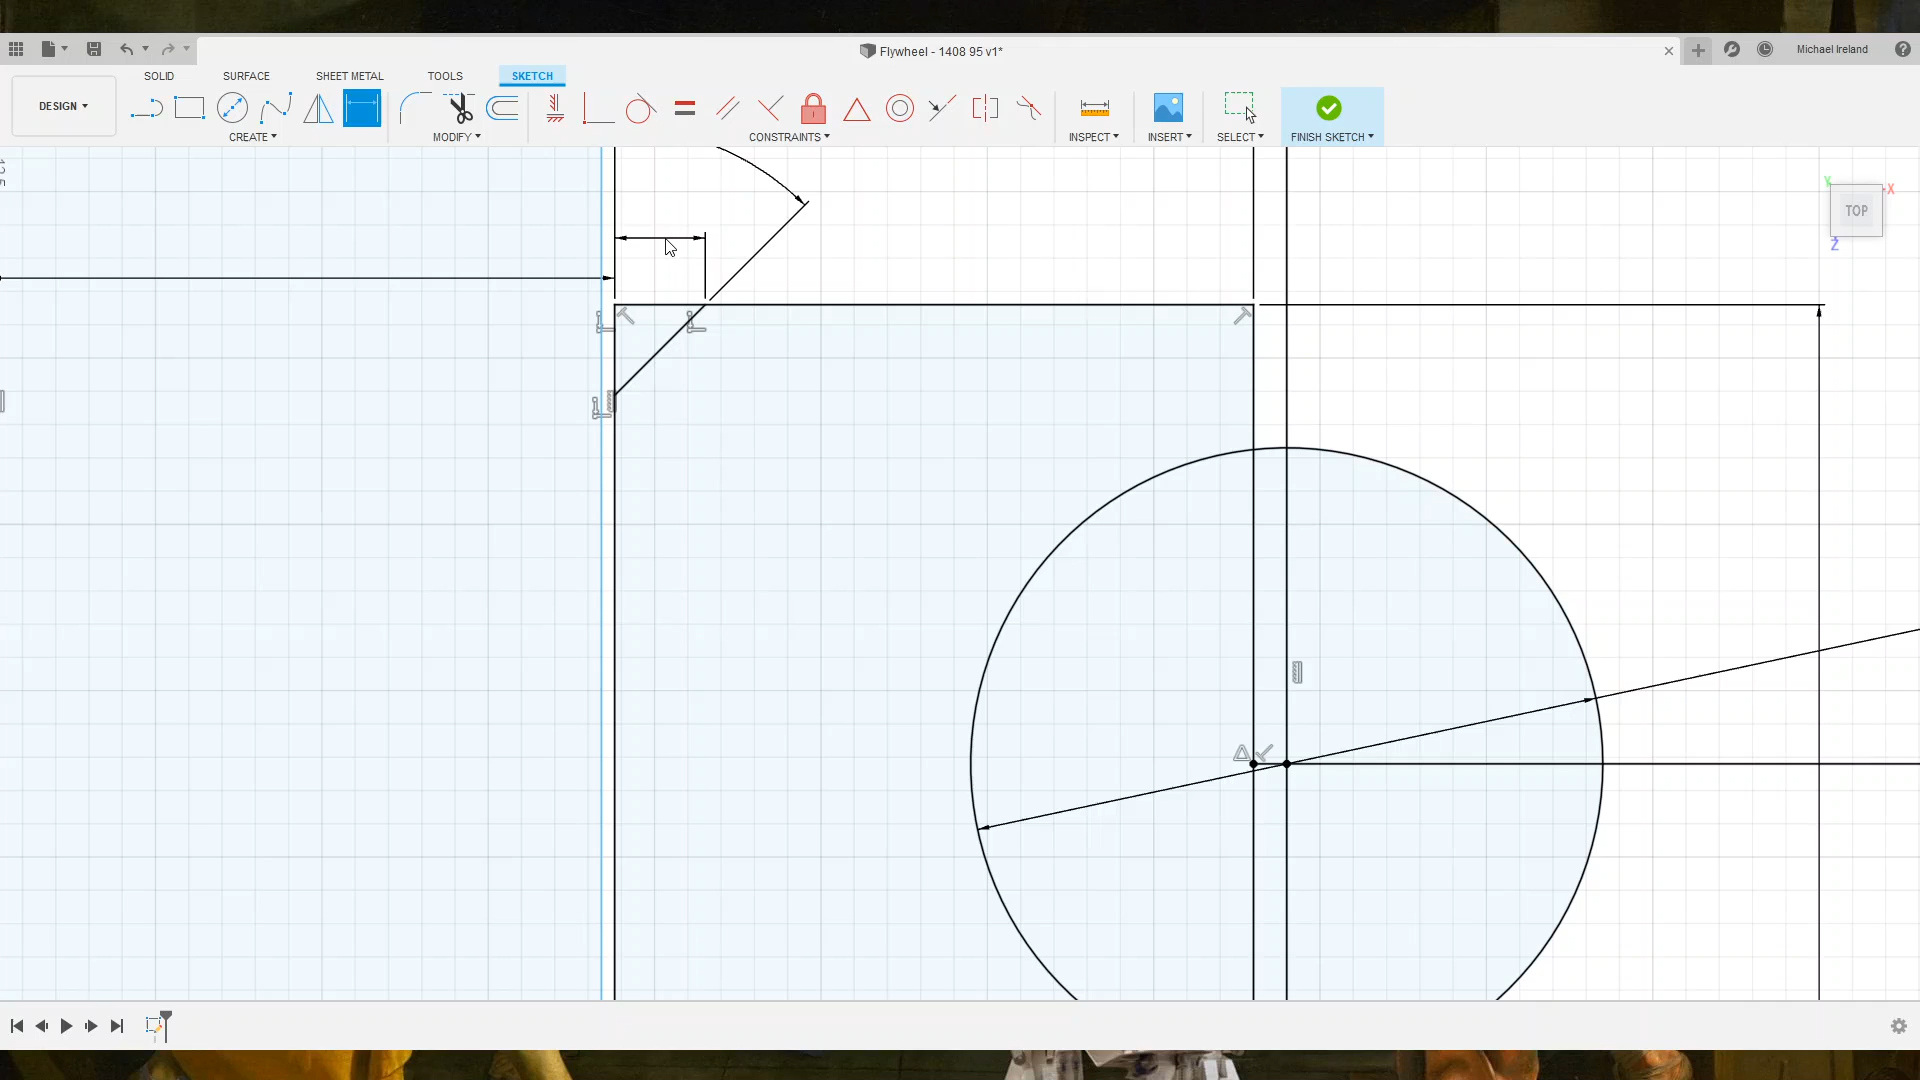 Flywheel - 1408 95 v1*
Michael Ireland
SOLID
SURFACE
SHEET METAL
TOOLS
SKETCH
DESIGN
CREATE
MODIFY
CONSTRAINTS
INSPECT
INSERT
SELECT
FINISH SKETCH
Y
X
TOP
Z